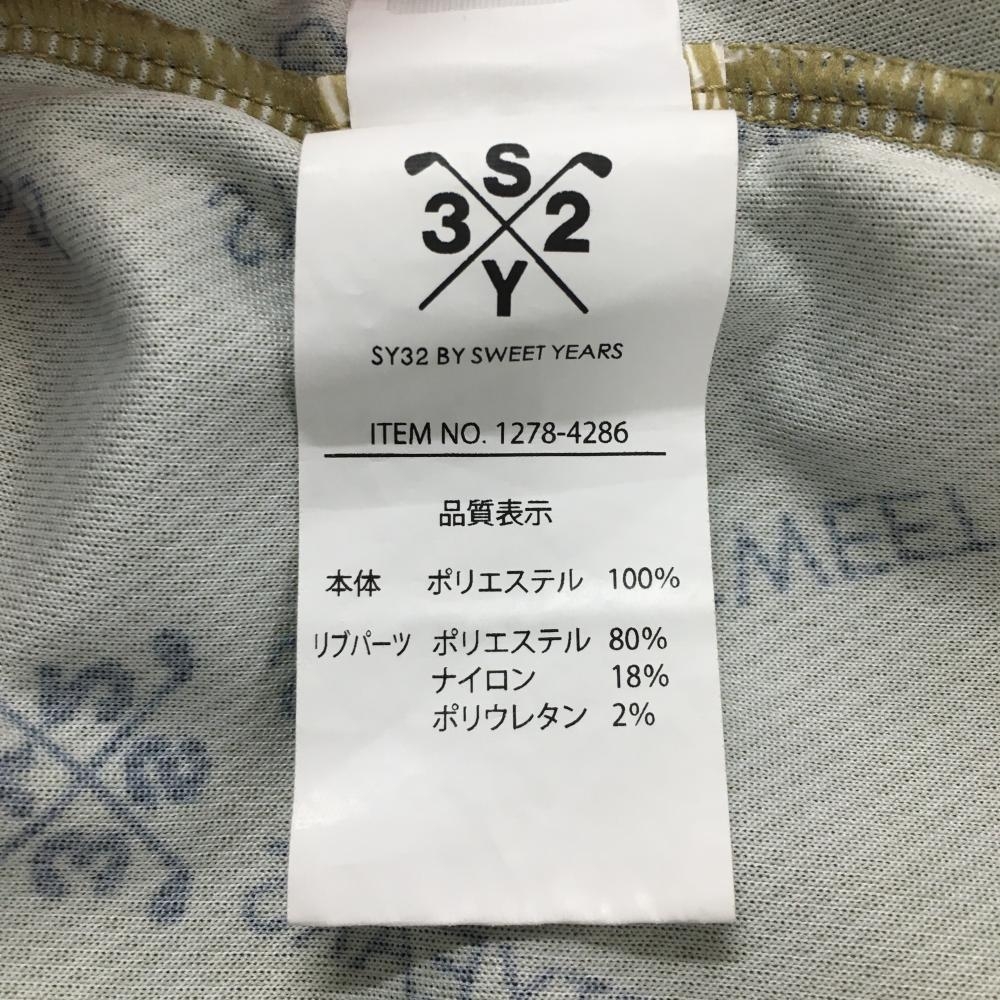 S
3 2
Y
SY32 BY SWEET YEARS
ITEM NO. 1278-4286
品質表示
本体 ポリエステル 100%
リブパーツ ポリエステル 80%
ナイロン 18%
ポリウレタン 2%